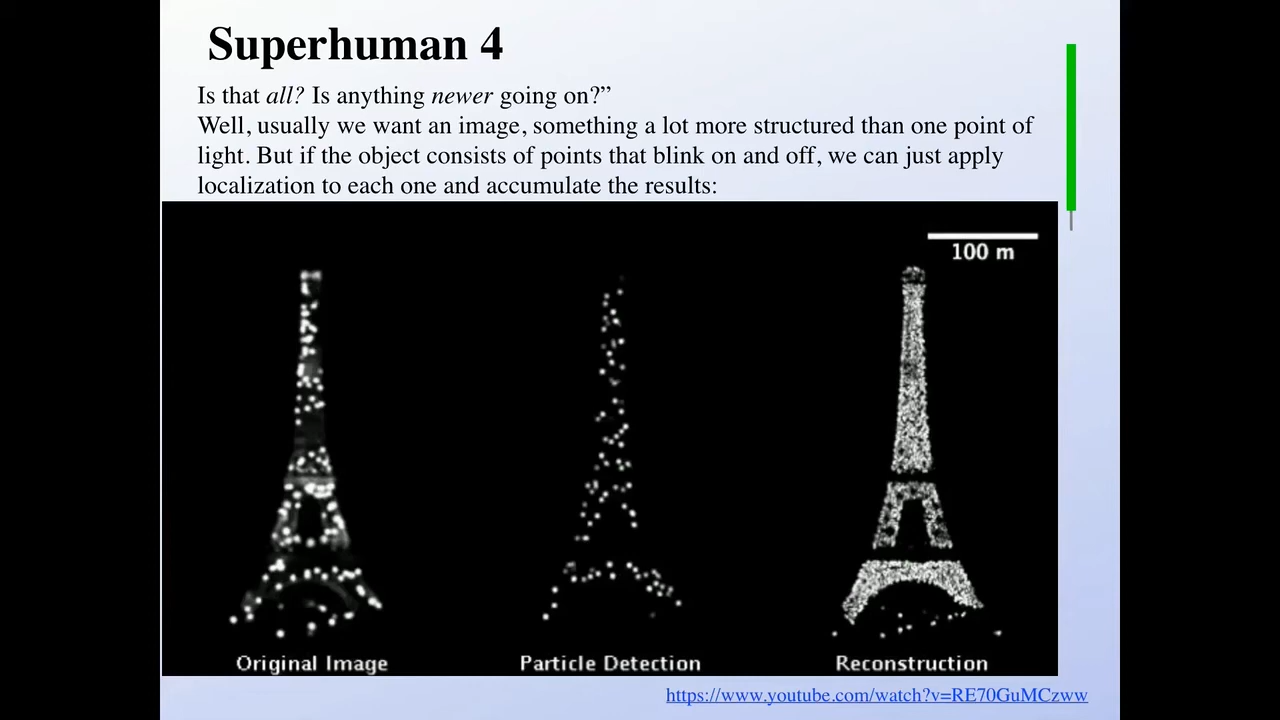 Superhuman 4
Is that all? Is anything newer going on?”
Well, usually we want an image, something a lot more structured than one point of
light. But if the object consists of points that blink on and off, we can just apply
localization to each one and accumulate the results:
100 m
Original Image
Particle Detection
Reconstruction
https://www.youtube.com/watch?v=RE70GuMCzww